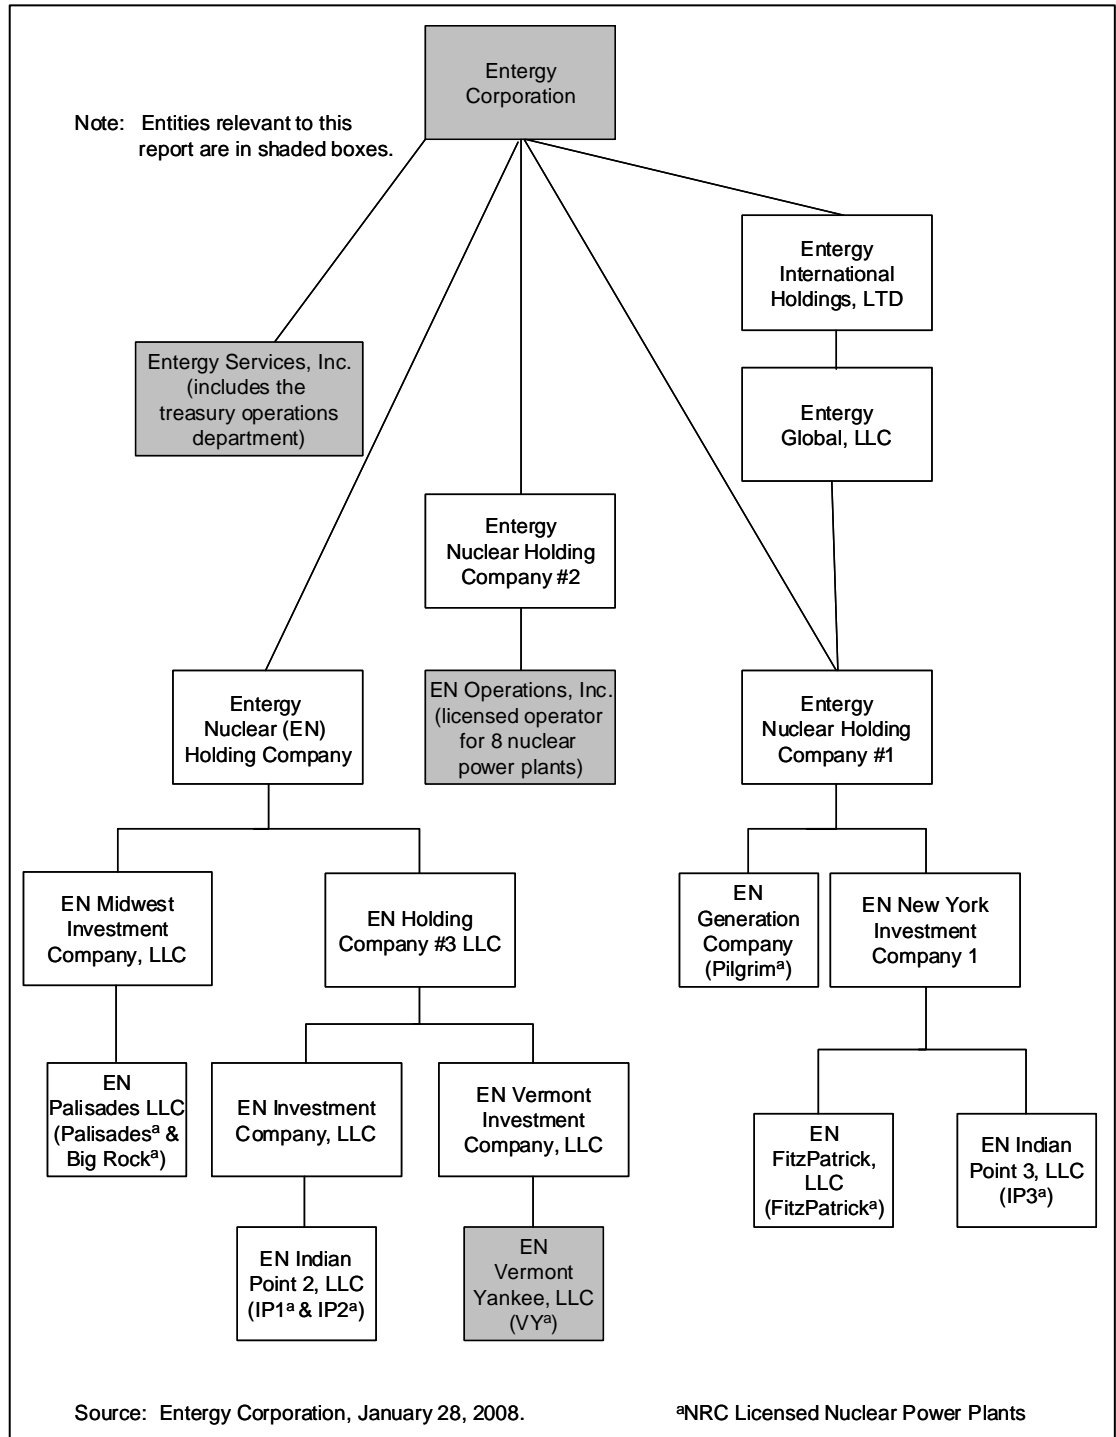 Entergy
Corporation
Note: Entities relevant to this
report are in shaded boxes.
Entergy
International
Holdings, LTD
Entergy Services, Inc.
(includes the
treasury operations
department)
Entergy
Global, LLC
Entergy
Nuclear Holding
Company #2
Entergy
Nuclear (EN)
Holding Company
EN Operations, Inc.
(licensed operator
for 8 nuclear
power plants)
Entergy
Nuclear Holding
Company #1
EN Midwest
Investment
Company, LLC
EN Holding
Company #3 LLC
EN
Generation
Company
(Pilgrimᵃ)
EN New York
Investment
Company 1
EN
Palisades LLC
(Palisadesᵃ &
Big Rockᵃ)
EN Investment
Company, LLC
EN Vermont
Investment
Company, LLC
EN
FitzPatrick,
LLC
(FitzPatrickᵃ)
EN Indian
Point 3, LLC
(IP3ᵃ)
EN Indian
Point 2, LLC
(IP1ᵃ & IP2ᵃ)
EN
Vermont
Yankee, LLC
(VYᵃ)
Source: Entergy Corporation, January 28, 2008.
ᵃNRC Licensed Nuclear Power Plants